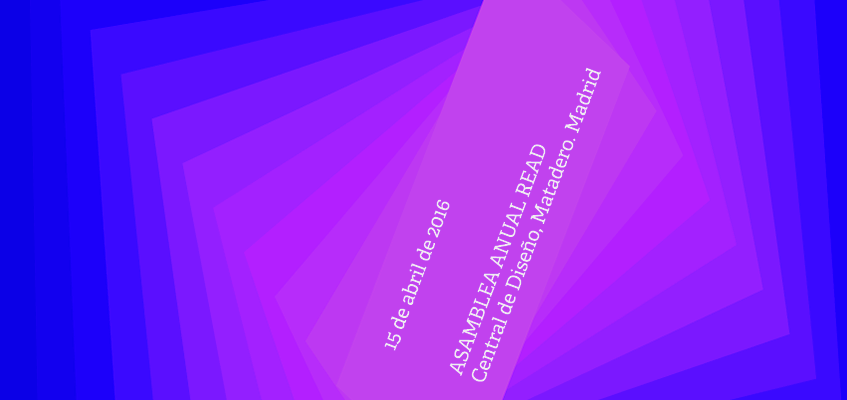 15 de abril de 2016
ASAMBLEA ANUAL READ
Central de Diseño, Matadero. Madrid